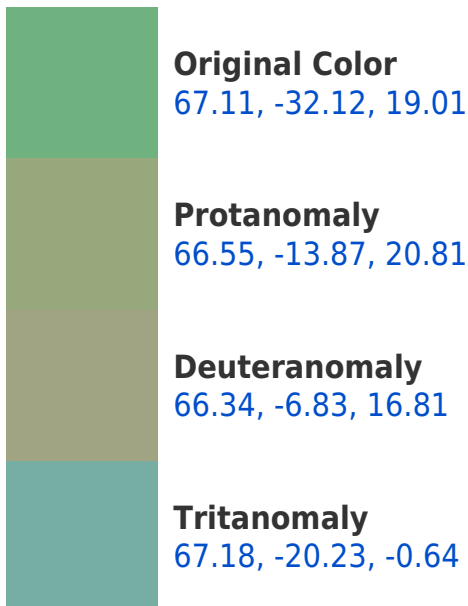 Original Color
67.11, -32.12, 19.01
Protanomaly
66.55, -13.87, 20.81
Deuteranomaly
66.34, -6.83, 16.81
Tritanomaly
67.18, -20.23, -0.64